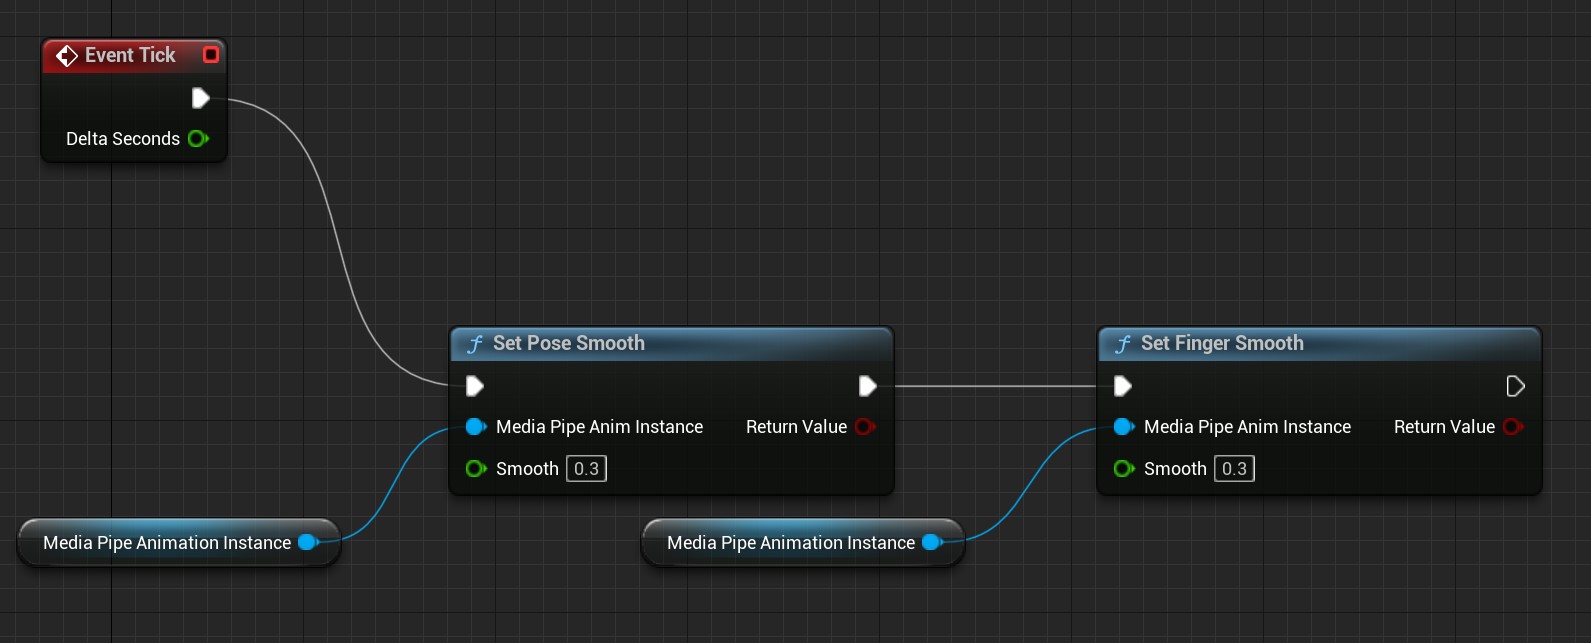 Event Tick
Delta Seconds
Set Pose Smooth
Media Pipe Anim Instance Return Value
Smooth 0.3
Set Finger Smooth
Media Pipe Anim Instance Return Value
Smooth 0.3
Media Pipe Animation Instance
Media Pipe Animation Instance